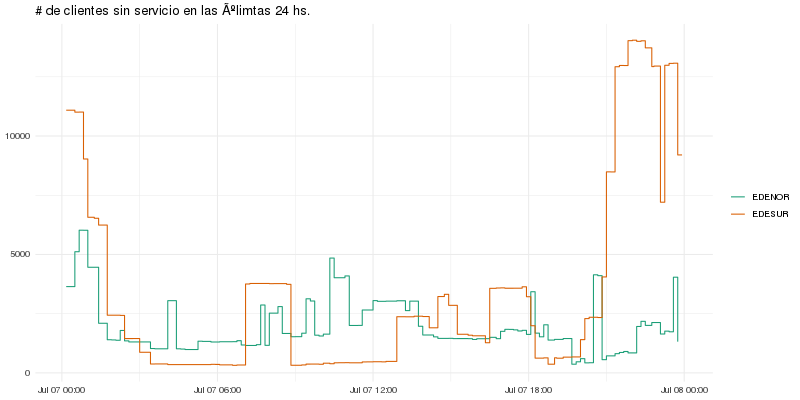 # de clientes sin servicio en las Ãºlimtas 24 hs.
10000
5000
0
Jul 07 00:00
Jul 07 06:00
Jul 07 12:00
Jul 07 18:00
Jul 08 00:00
EDENOR
EDESUR